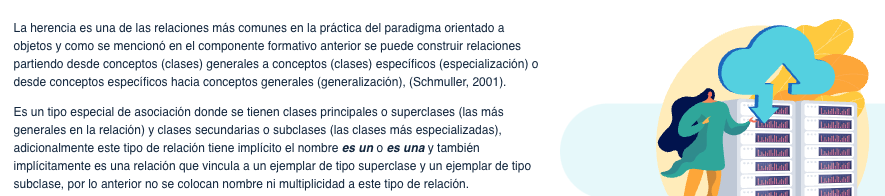 La herencia es una de las relaciones más comunes en la práctica del paradigma orientado a
objetos y como se mencionó en el componente formativo anterior se puede construir relaciones
partiendo desde conceptos (clases) generales a conceptos (clases) específicos (especialización) o
desde conceptos específicos hacia conceptos generales (generalización), (Schmuller, 2001).
Es un tipo especial de asociación donde se tienen clases principales o superclases (las más
generales en la relación) y clases secundarias o subclases (las clases más especializadas),
adicionalmente este tipo de relación tiene implícito el nombre es un o es una y también
implícitamente es una relación que vincula a un ejemplar de tipo superclase y un ejemplar de tipo
subclase, por lo anterior no se colocan nombre ni multiplicidad a este tipo de relación.